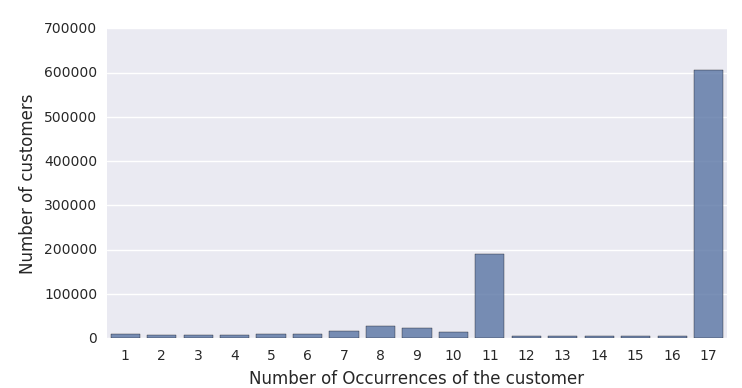 700000
600000
500000
400000
300000
200000
100000
0
Number of customers
1 2 3 4 5 6 7 8 9 10 11 12 13 14 15 16 17
Number of Occurrences of the customer